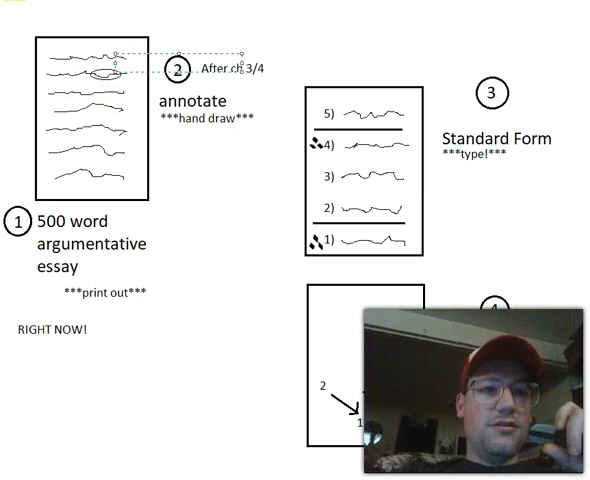 2
After ch 3/4
annotate
***hand draw***
1
500 word
argumentative
essay
***print out***
RIGHT NOW!
3
Standard Form
***type!***
5)
4)
3)
2)
1)
2
1